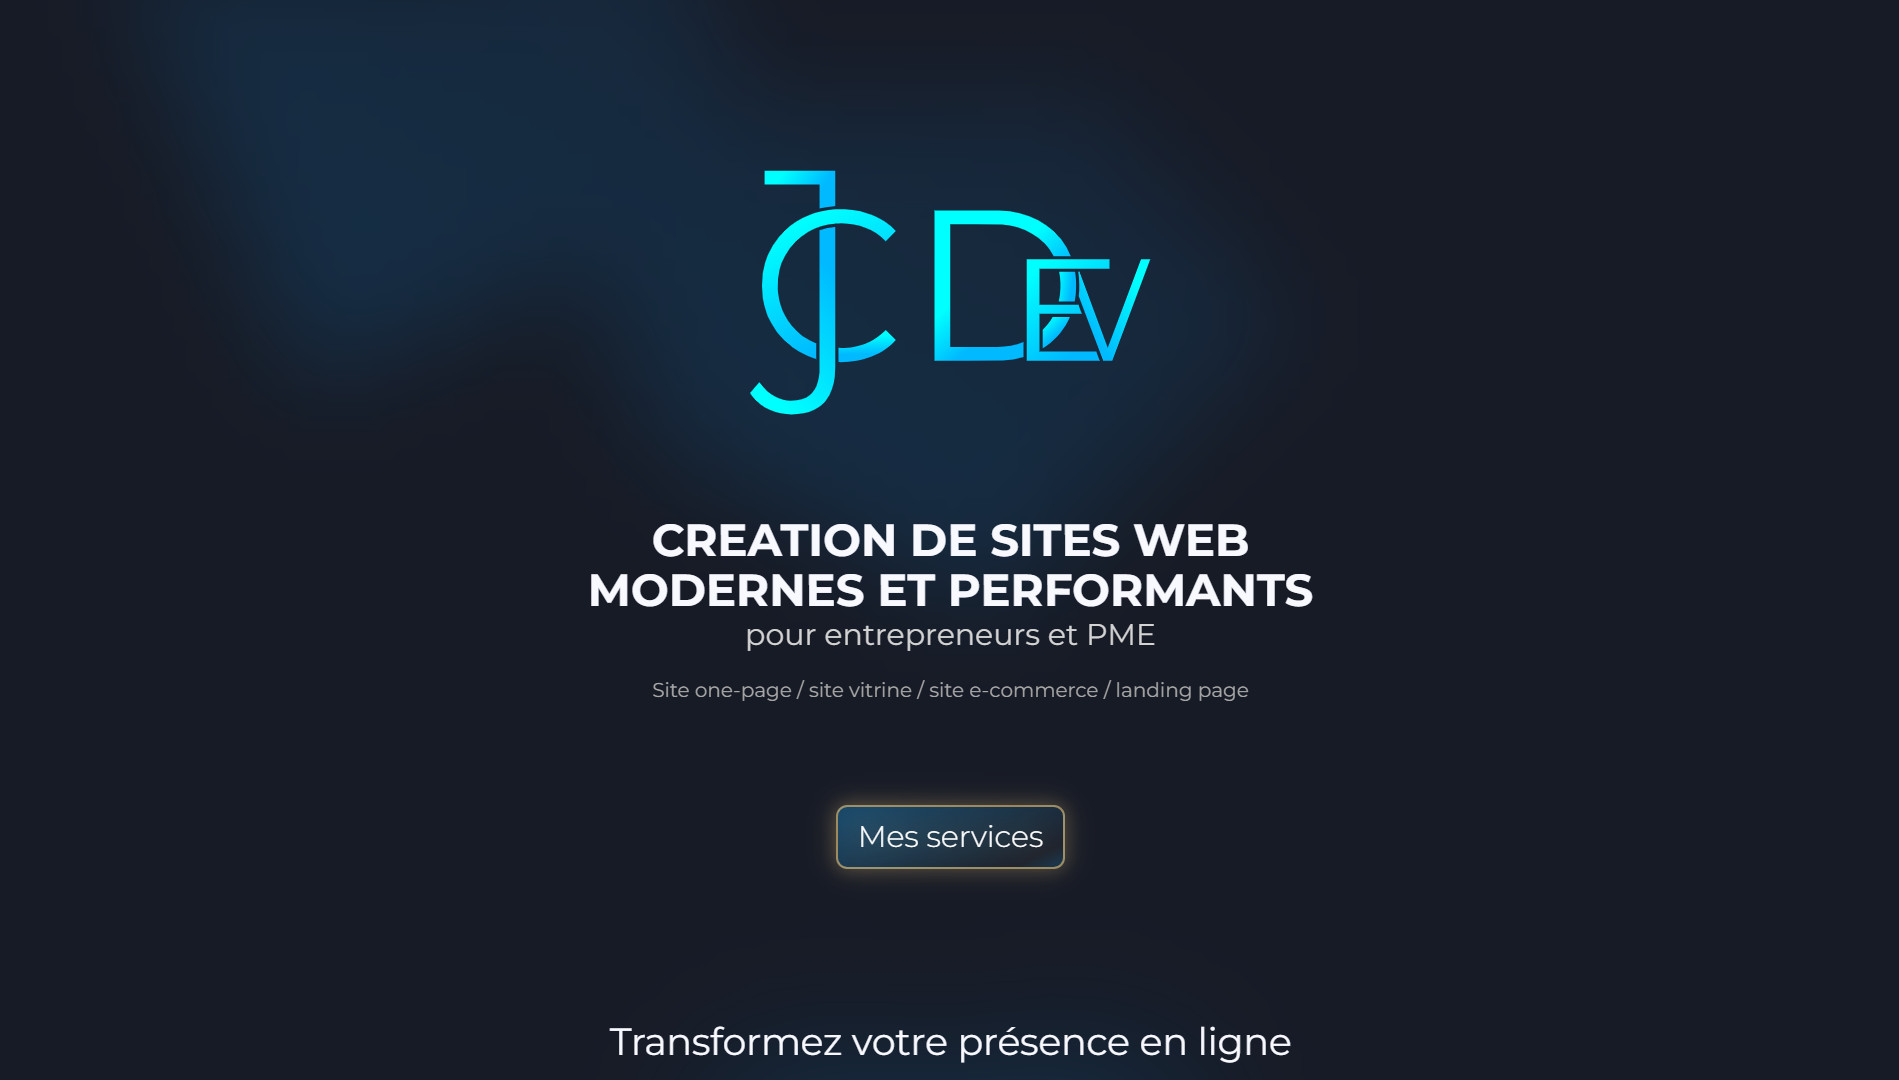 JC DEV
CREATION DE SITES WEB
MODERNES ET PERFORMANTS
pour entrepreneurs et PME
Site one-page / site vitrine / site e-commerce / landing page
Mes services
Transformez votre présence en ligne